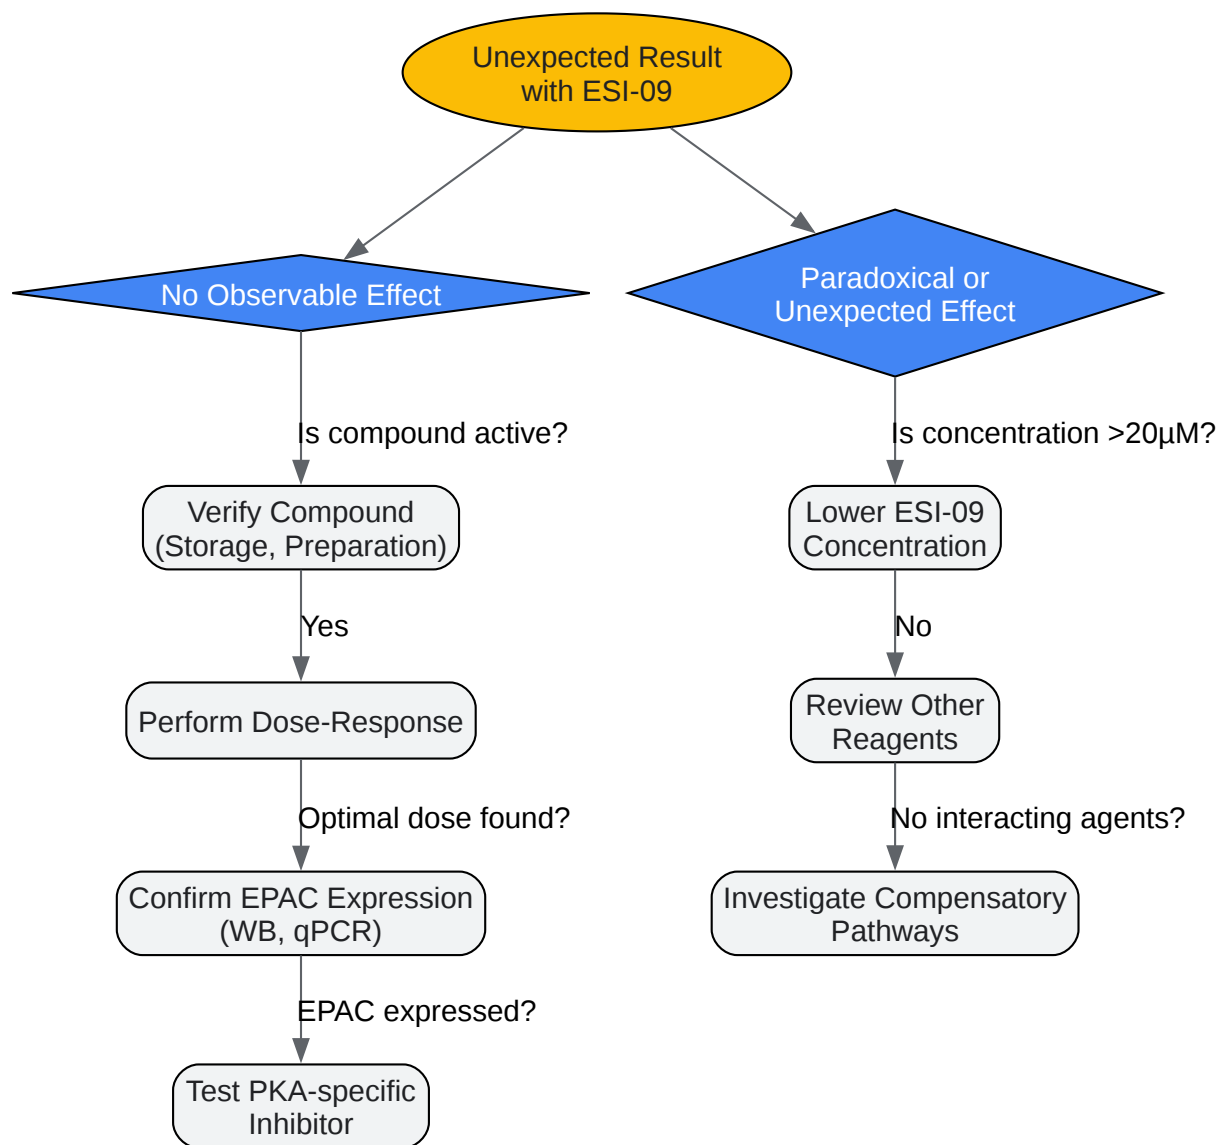 Unexpected Result
with ESI-09
No Observable Effect
Paradoxical or
Unexpected Effect
Is compound active?
Is concentration >20µM?
Verify Compound
(Storage, Preparation)
Lower ESI-09
Concentration
Yes
No
Perform Dose-Response
Review Other
Reagents
Optimal dose found?
No interacting agents?
Confirm EPAC Expression
(WB, qPCR)
Investigate Compensatory
Pathways
EPAC expressed?
Test PKA-specific
Inhibitor